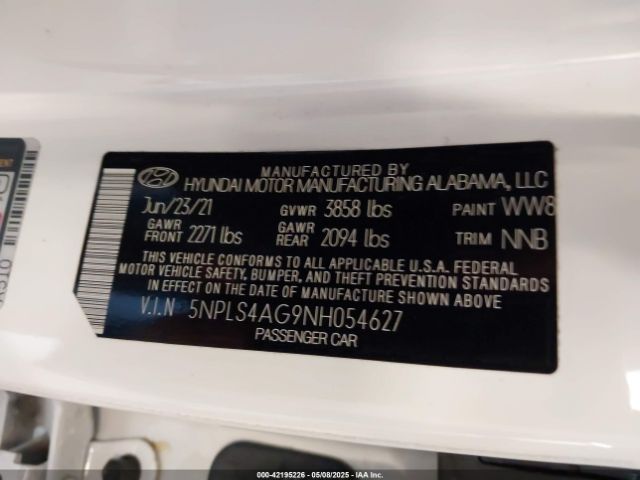 MANUFACTURED BY
HYUNDAI MOTOR MANUFACTURING ALABAMA, LLC
Jun/23/21 GVWR 3858 lbs PAINT WW8
GAWR FRONT 2271 lbs GAWR REAR 2094 lbs TRIM NNB
THIS VEHICLE CONFORMS TO ALL APPLICABLE U.S.A. FEDERAL
MOTOR VEHICLE SAFETY, BUMPER, AND THEFT PREVENTION STANDARDS
IN EFFECT ON THE DATE OF MANUFACTURE SHOWN ABOVE
V.I.N 5NPLS4AG9NH054627
PASSENGER CAR
000-42195226 - 05/08/2025 - IAA Inc.